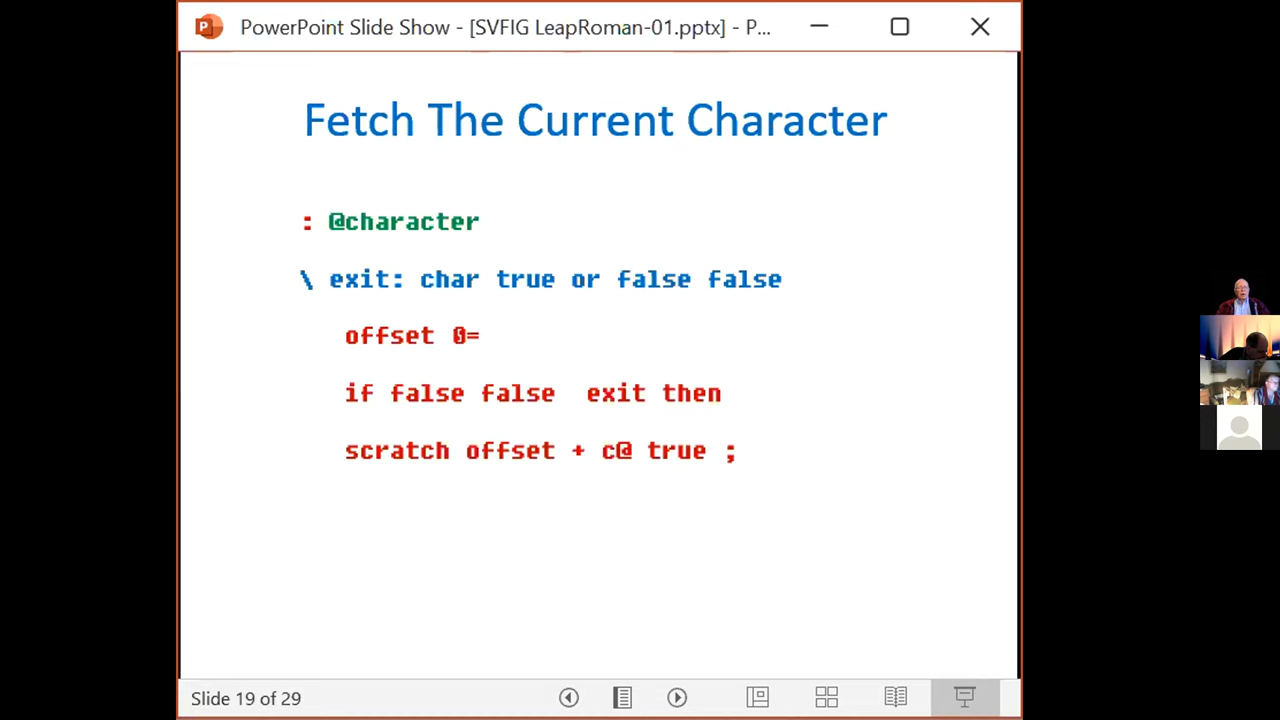 PowerPoint Slide Show - [SVFIG LeapRoman-01.pptx] - P...
Fetch The Current Character
: @character
\ exit: char true or false false
offset 0=
if false false exit then
scratch offset + c@ true ;
Slide 19 of 29